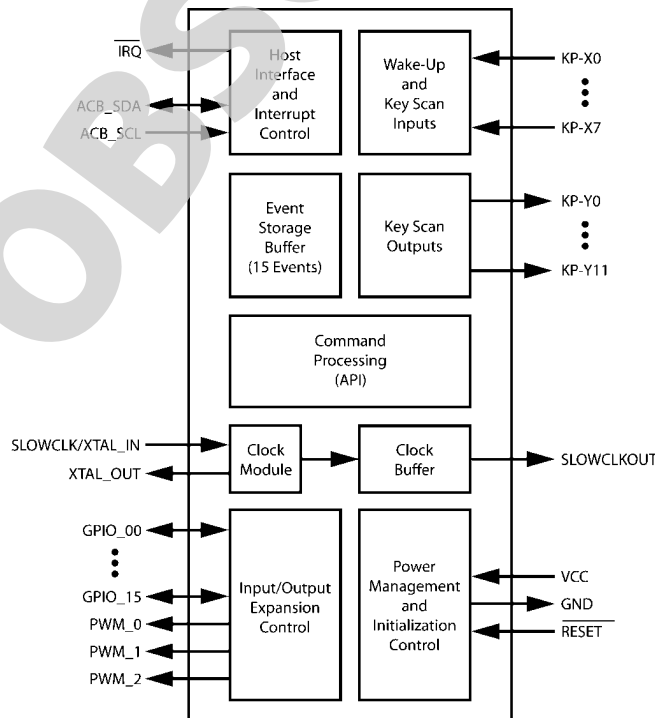 OBSO
IRQ
ACB_SDA
ACB_SCL
Host
Interface
and
Interrupt
Control
Wake-Up
and
Key Scan
Inputs
KP-X0
KP-X7
Event
Storage
Buffer
(15 Events)
Key Scan
Outputs
KP-Y0
KP-Y11
Command
Processing
(API)
SLOWCLK/XTAL_IN
XTAL_OUT
Clock
Module
Clock
Buffer
SLOWCLKOUT
GPIO_00
GPIO_15
PWM_0
PWM_1
PWM_2
Input/Output
Expansion
Control
Power
Management
and
Initialization
Control
VCC
GND
RESET